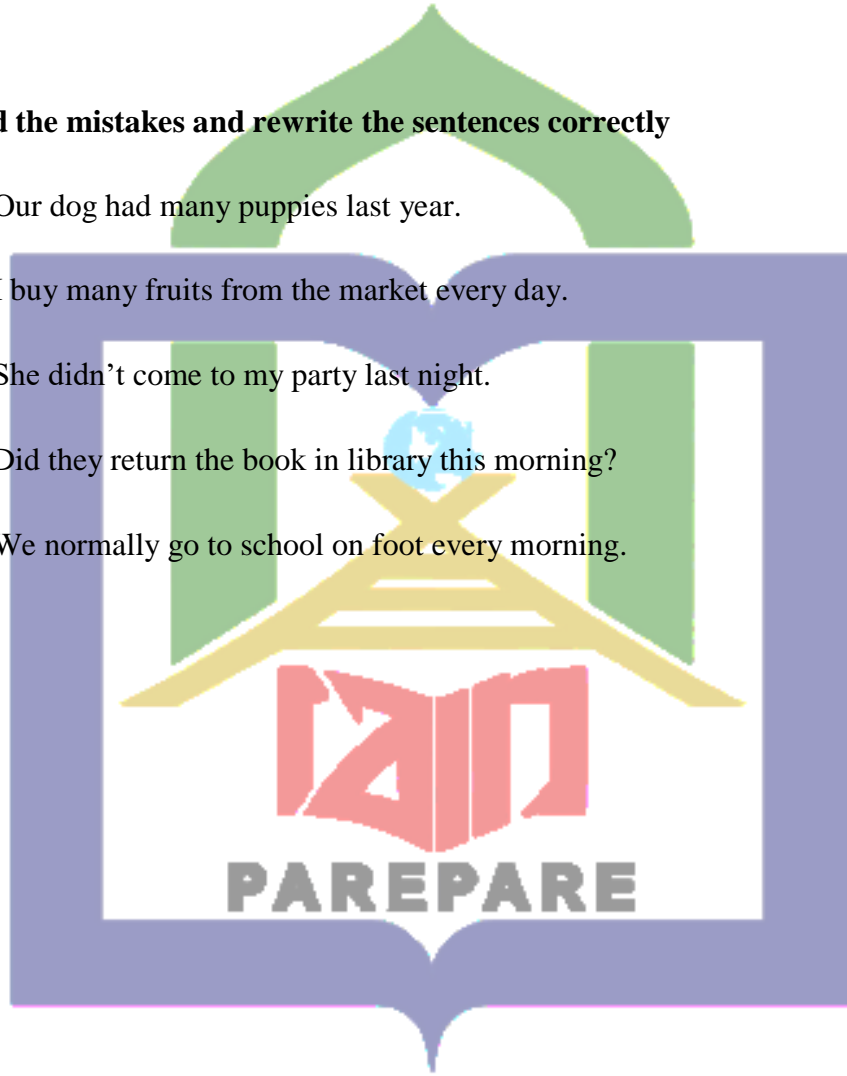 d the mistakes and rewrite the sentences correctly
Our dog had many puppies last year.
I buy many fruits from the market every day.
She didn’t come to my party last night.
Did they return the book in library this morning?
We normally go to school on foot every morning.
iain
PAREPARE